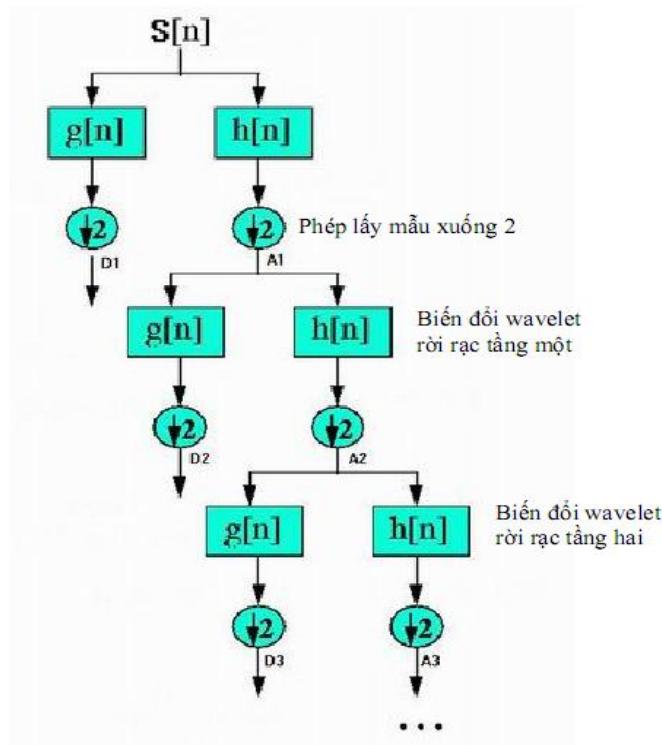 S[n]
g[n]
h[n]
↓2
↓2
Phép lấy mẫu xuống 2
D1
A1
g[n]
h[n]
Biến đổi wavelet
rời rạc tầng một
↓2
↓2
D2
A2
g[n]
h[n]
Biến đổi wavelet
rời rạc tầng hai
↓2
↓2
D3
A3
...